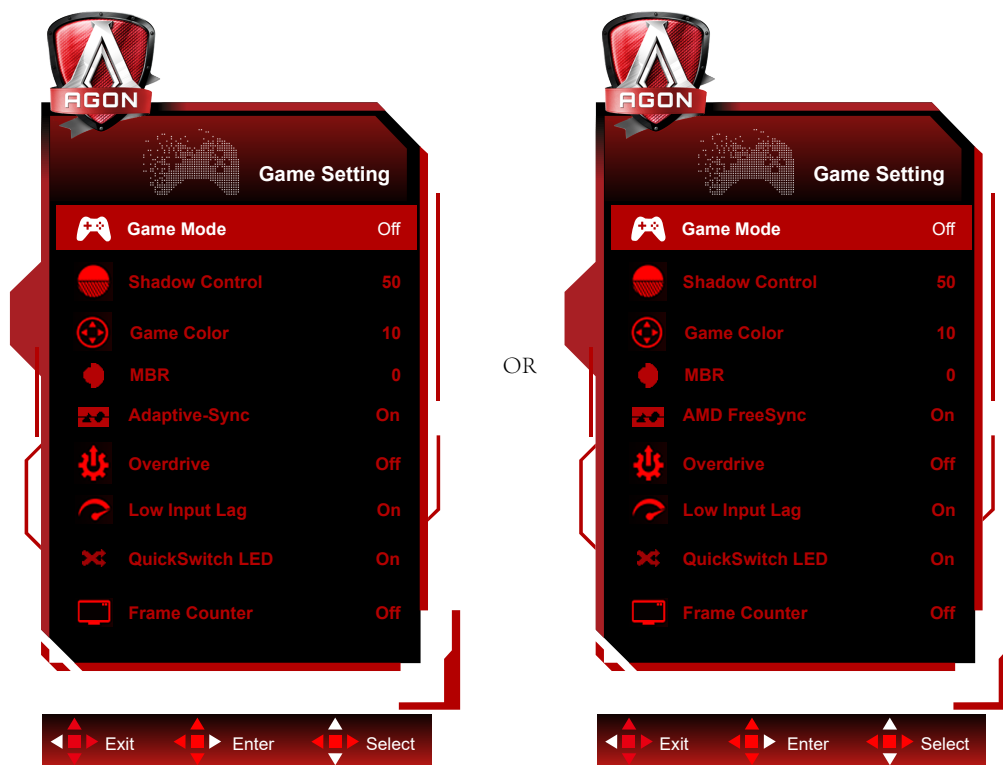 AGON
Game Setting
Game Mode Off
Shadow Control 50
Game Color 10
MBR 0
Adaptive-Sync On
Overdrive Off
Low Input Lag On
QuickSwitch LED On
Frame Counter Off
Exit Enter Select
OR
AGON
Game Setting
Game Mode Off
Shadow Control 50
Game Color 10
MBR 0
AMD FreeSync On
Overdrive Off
Low Input Lag On
QuickSwitch LED On
Frame Counter Off
Exit Enter Select